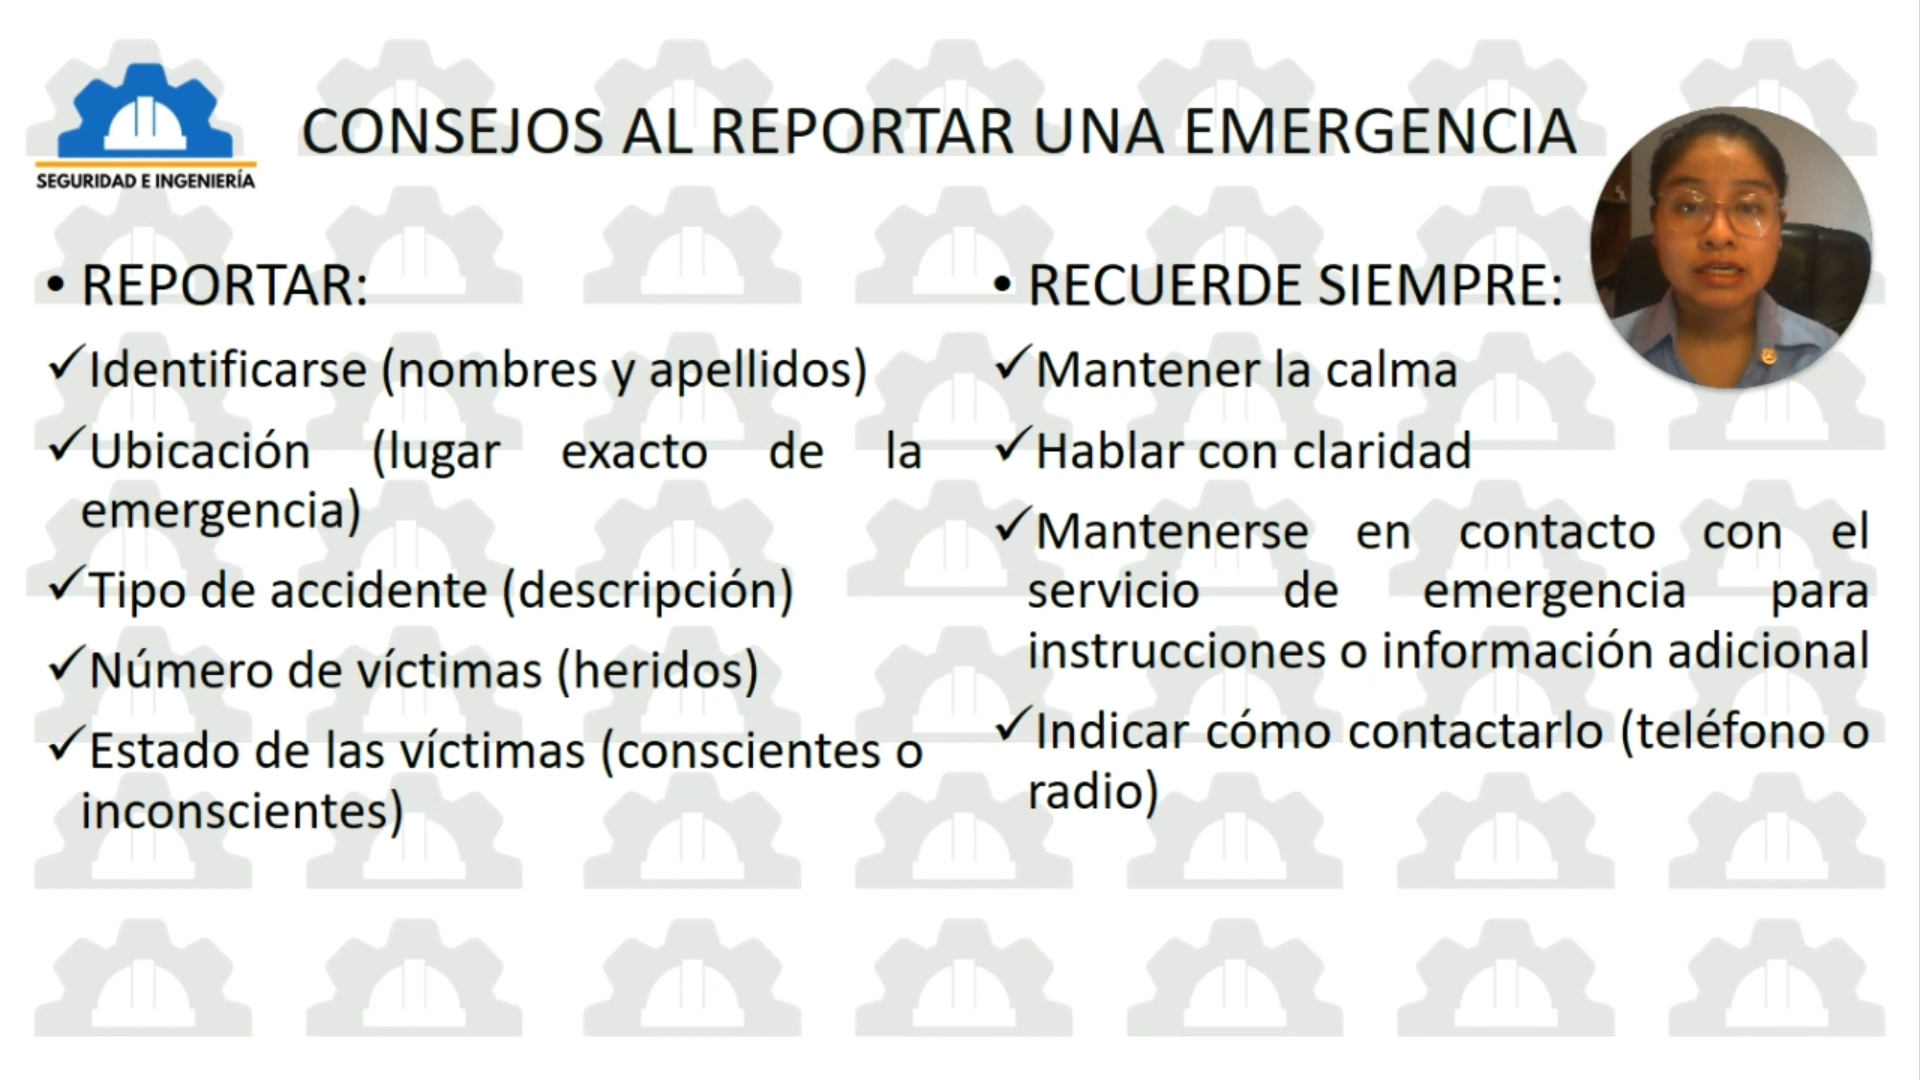 SEGURIDAD E INGENIERÍA
CONSEJOS AL REPORTAR UNA EMERGENCIA
• REPORTAR:
✓Identificarse (nombres y apellidos)
✓Ubicación (lugar exacto de la
emergencia)
✓Tipo de accidente (descripción)
✓Número de víctimas (heridos)
✓Estado de las víctimas (conscientes o
inconscientes)
• RECUERDE SIEMPRE:
✓Mantener la calma
✓Hablar con claridad
✓Mantenerse en contacto con el
servicio de emergencia para
instrucciones o información adicional
✓Indicar cómo contactarlo (teléfono o
radio)